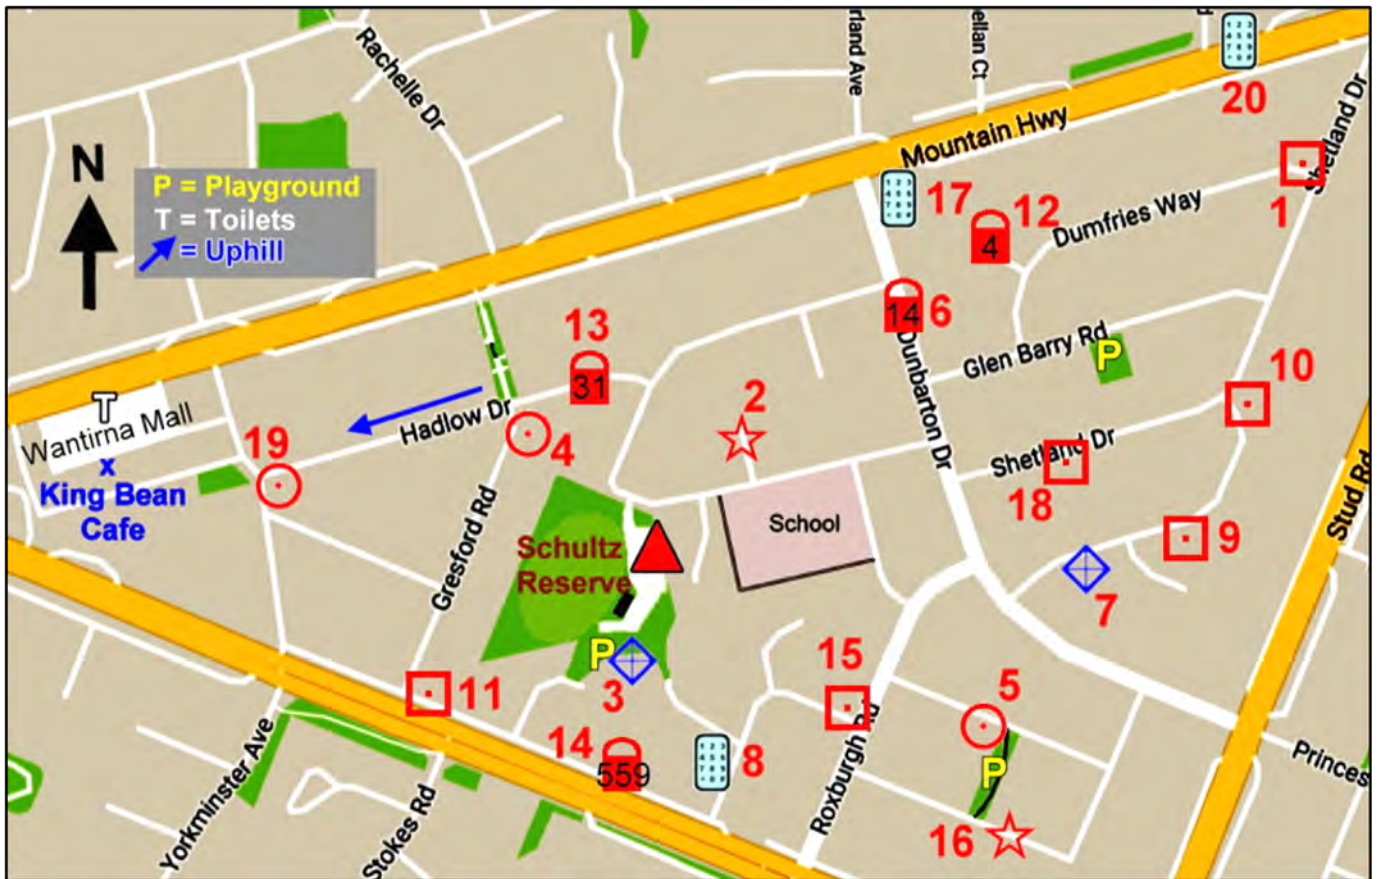 Rachelle Dr
rland Ave
ellan Ct
20
Mountain Hwy
Shetland Dr
N
P = Playground
T = Toilets
= Uphill
17
12
4
Dumfries Way
1
13
31
14
6
Dunbarton Dr
Glen Barry Rd
P
10
T
Wantirna Mall
x
King Bean
Cafe
Hadlow Dr
2
19
4
Shetland Dr
18
Stud Rd
School
9
Gresford Rd
Schultz
Reserve
7
P
3
15
5
11
14
559
8
Roxburgh Rd
P
16
Princes
Yorkminster Ave
Stokes Rd